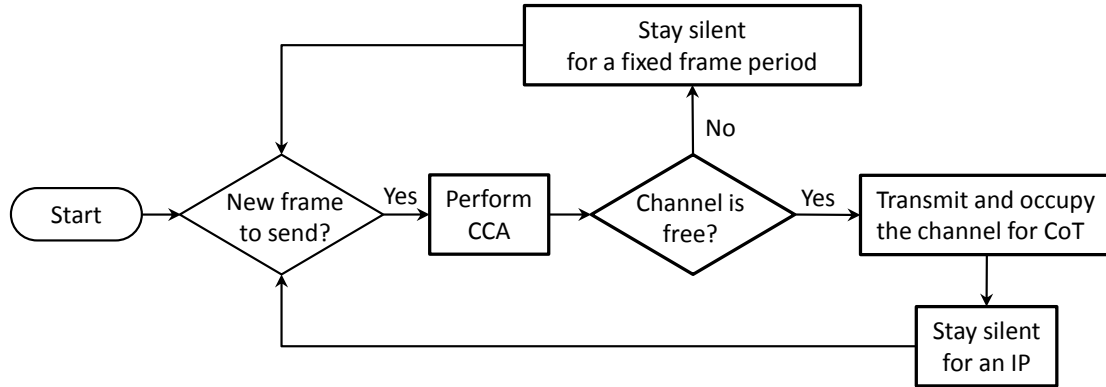 Stay silent
for a fixed frame period
No
Start
New frame
to send?
Yes
Perform
CCA
Channel is
free?
Yes
Transmit and occupy
the channel for CoT
Stay silent
for an IP